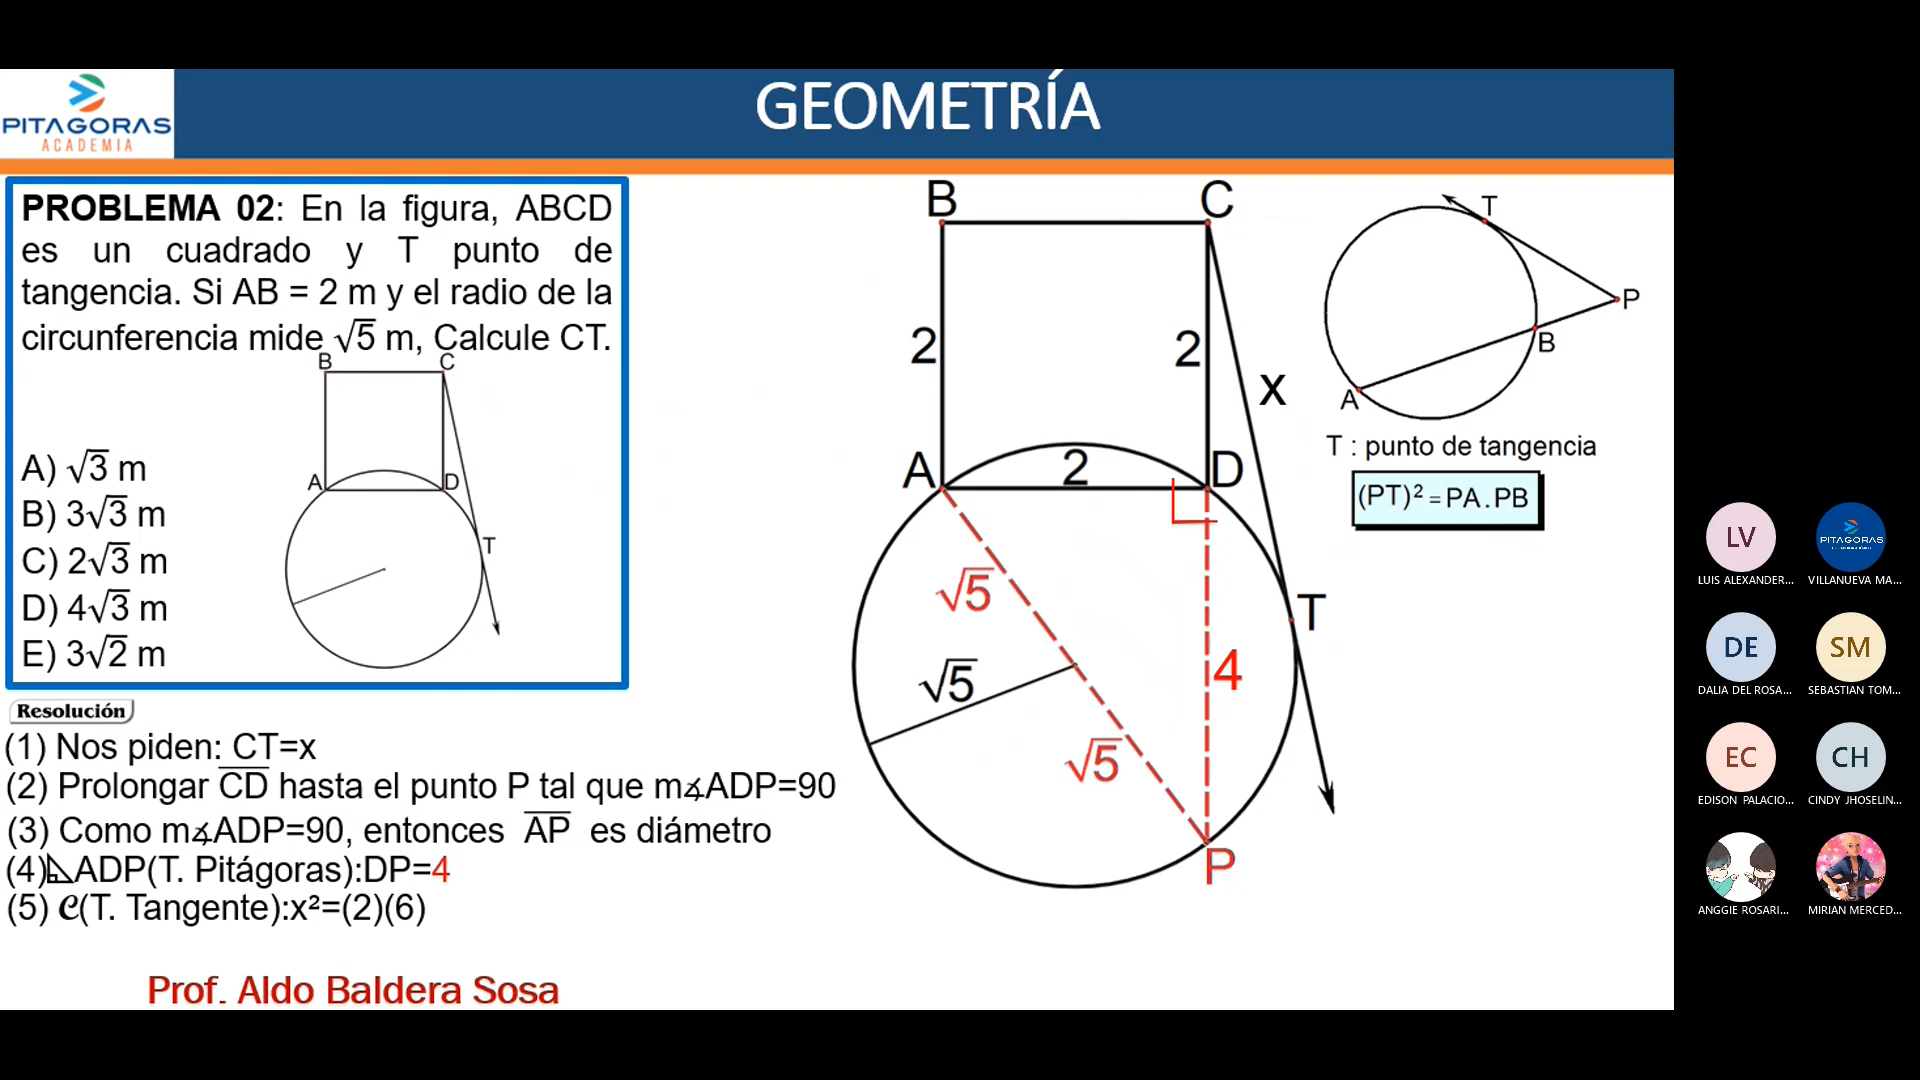 PITAGORAS
ACADEMIA
GEOMETRÍA
PROBLEMA 02: En la figura, ABCD
es un cuadrado y T punto de
tangencia. Si AB = 2 m y el radio de la
circunferencia mide √5 m, Calcule CT.
B C
A) √3 m
B) 3√3 m
C) 2√3 m
D) 4√3 m
E) 3√2 m
A D
T
Resolución
(1) Nos piden: CT=x
(2) Prolongar C̅D̅ hasta el punto P tal que m∡ADP=90
(3) Como m∡ADP=90, entonces A̅P̅ es diámetro
(4)◺ADP(T. Pitágoras):DP=4
(5) 𝓒(T. Tangente):x²=(2)(6)
Prof. Aldo Baldera Sosa
B C
2 2
x
A 2 D
√5
T
√5
4
√5
P
T
P
B
A
T : punto de tangencia
(PT)² = PA . PB
LV
LUIS ALEXANDER...
PITAGORAS
VILLANUEVA MA...
DE
DALIA DEL ROSA...
SM
SEBASTIAN TOM...
EC
EDISON PALACIO...
CH
CINDY JHOSELIN...
ANGGIE ROSARI...
MIRIAN MERCED...